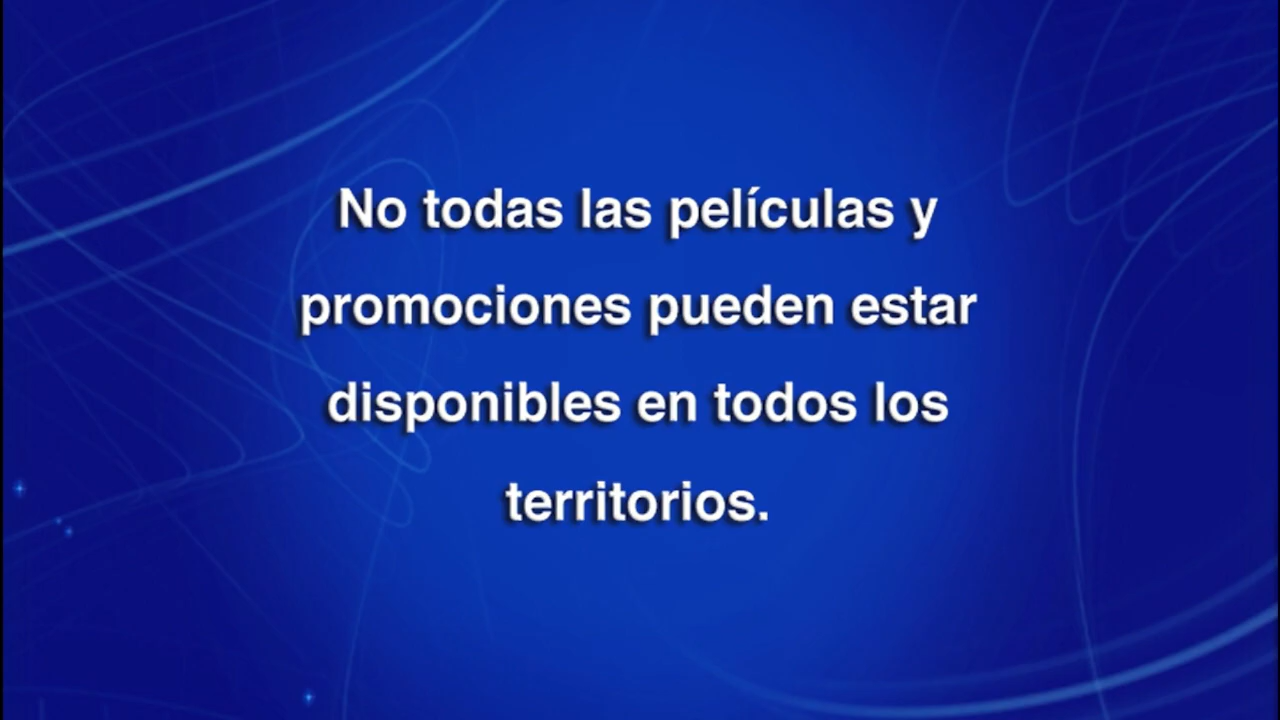 No todas las películas y
promociones pueden estar
disponibles en todos los
territorios.